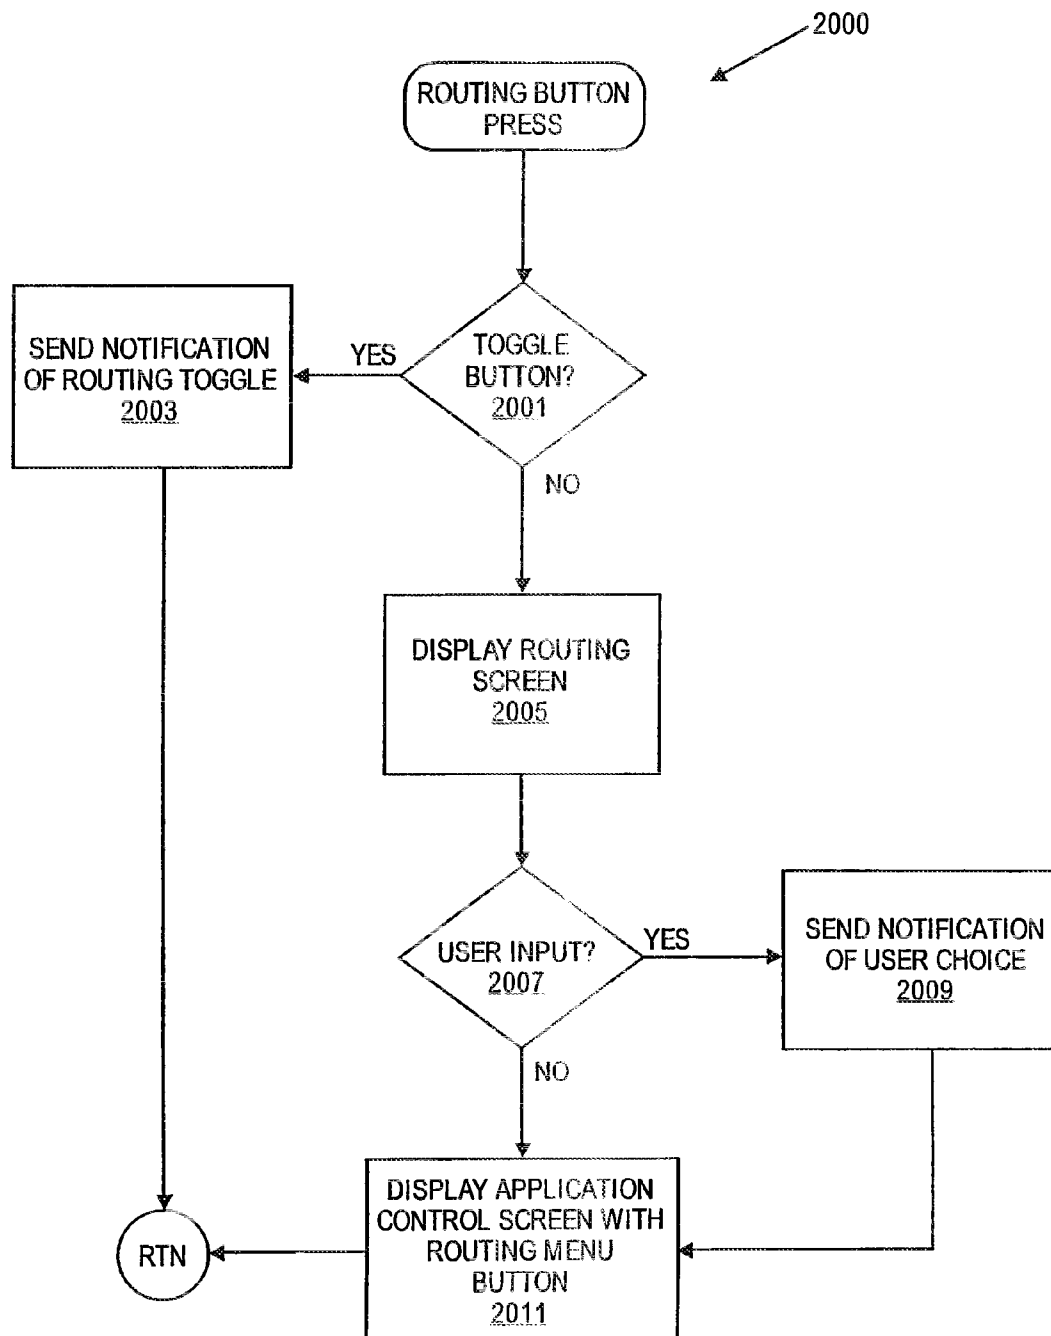 2000
ROUTING BUTTON
PRESS
TOGGLE
BUTTON?
2001
YES
SEND NOTIFICATION
OF ROUTING TOGGLE
2003
NO
DISPLAY ROUTING
SCREEN
2005
USER INPUT?
2007
YES
SEND NOTIFICATION
OF USER CHOICE
2009
NO
DISPLAY APPLICATION
CONTROL SCREEN WITH
ROUTING MENU
BUTTON
2011
RTN